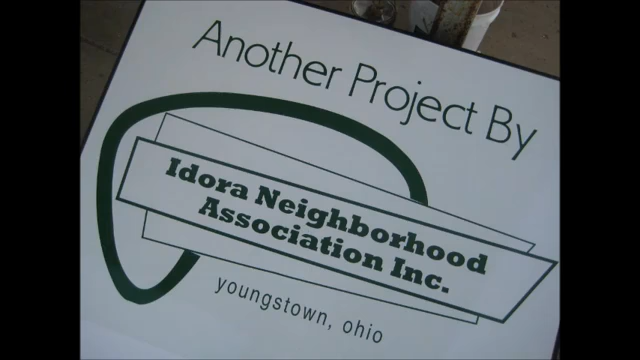 Another Project By
Idora Neighborhood
Association Inc.
youngstown, ohio